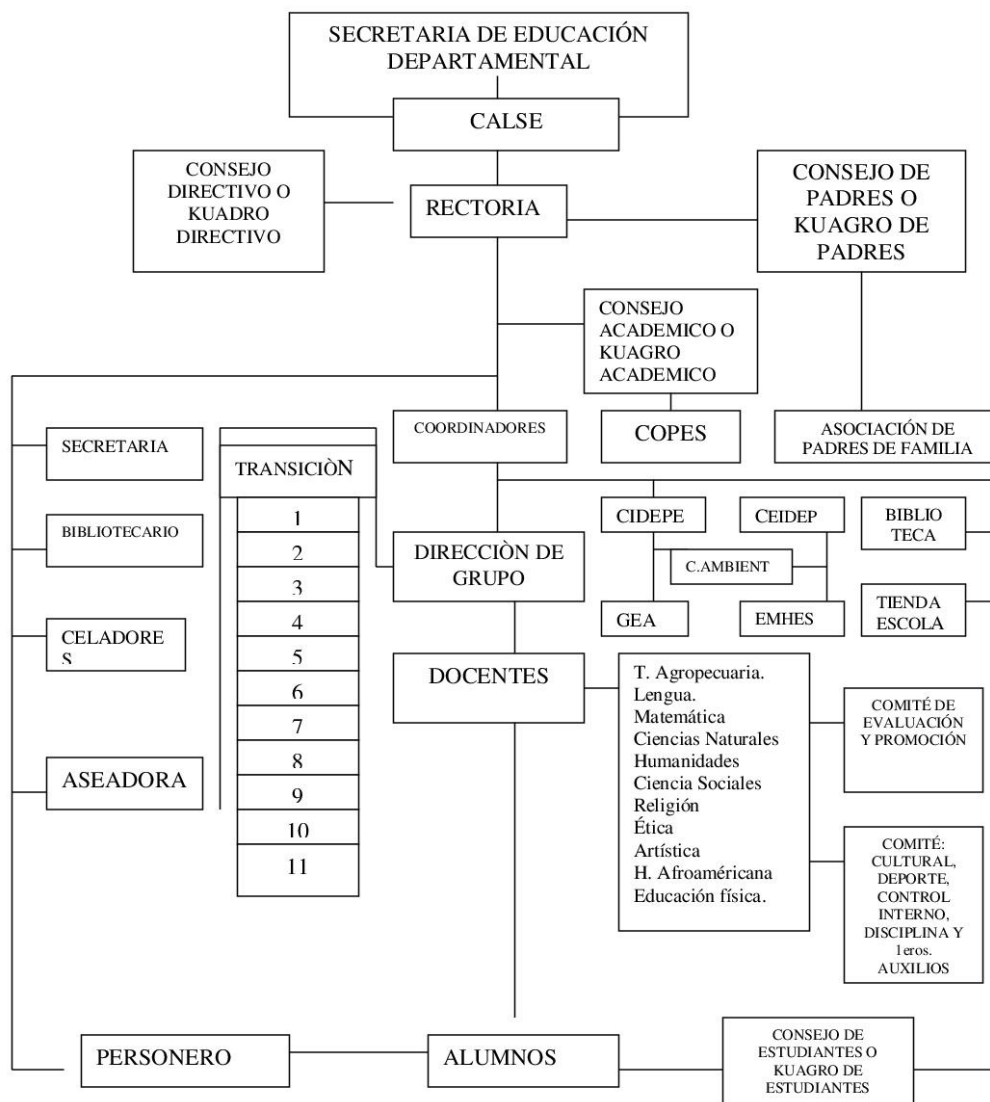 SECRETARIA DE EDUCACIÓN
DEPARTAMENTAL
CALSE
CONSEJO
DIRECTIVO O
KUADRO
DIRECTIVO
RECTORIA
CONSEJO DE
PADRES O
KUAGRO DE
PADRES
CONSEJO
ACADEMICO O
KUAGRO
ACADEMICO
COORDINADORES
COPES
ASOCIACIÓN DE
PADRES DE FAMILIA
SECRETARIA
TRANSICIÒN
BIBLIOTECARIO
CELADORE
S
ASEADORA
1
2
3
4
5
6
7
8
9
10
11
DIRECCIÒN DE
GRUPO
CIDEPE
CEIDEP
BIBLIO
TECA
C.AMBIENT
GEA
EMHES
TIENDA
ESCOLA
DOCENTES
T. Agropecuaria.
Lengua.
Matemática
Ciencias Naturales
Humanidades
Ciencia Sociales
Religión
Ética
Artística
H. Afroaméricana
Educación física.
COMITÉ DE
EVALUACIÓN
Y PROMOCIÓN
COMITÉ:
CULTURAL,
DEPORTE,
CONTROL
INTERNO,
DISCIPLINA Y
1eros.
AUXILIOS
PERSONERO
ALUMNOS
CONSEJO DE
ESTUDIANTES O
KUAGRO DE
ESTUDIANTES